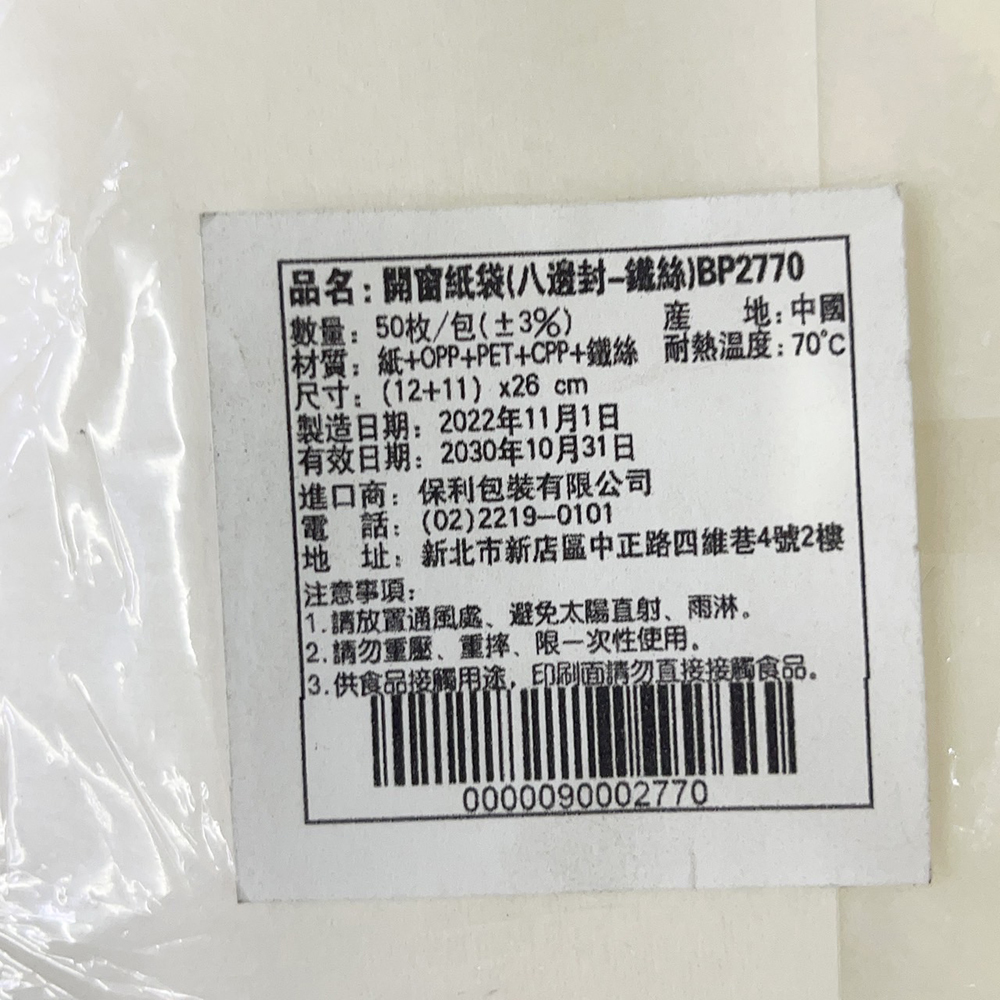 品名：開窗紙袋(八邊封-鐵絲)BP2770
數量：50枚/包(±3%) 產　地：中國
材質：紙+OPP+PET+CPP+鐵絲 耐熱溫度：70°C
尺寸：(12+11) x26 cm
製造日期：2022年11月1日
有效日期：2030年10月31日
進口商：保利包裝有限公司
電　話：(02)2219-0101
地　址：新北市新店區中正路四維巷4號2樓
注意事項：
1.請放置通風處、避免太陽直射、雨淋。
2.請勿重壓、重摔、限一次性使用。
3.供食品接觸用途，印刷面請勿直接接觸食品。
0000090002770